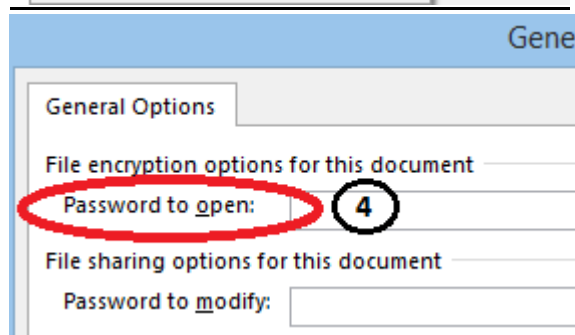 Gene
General Options
File encryption options for this document
Password to open:
4
File sharing options for this document
Password to modify: